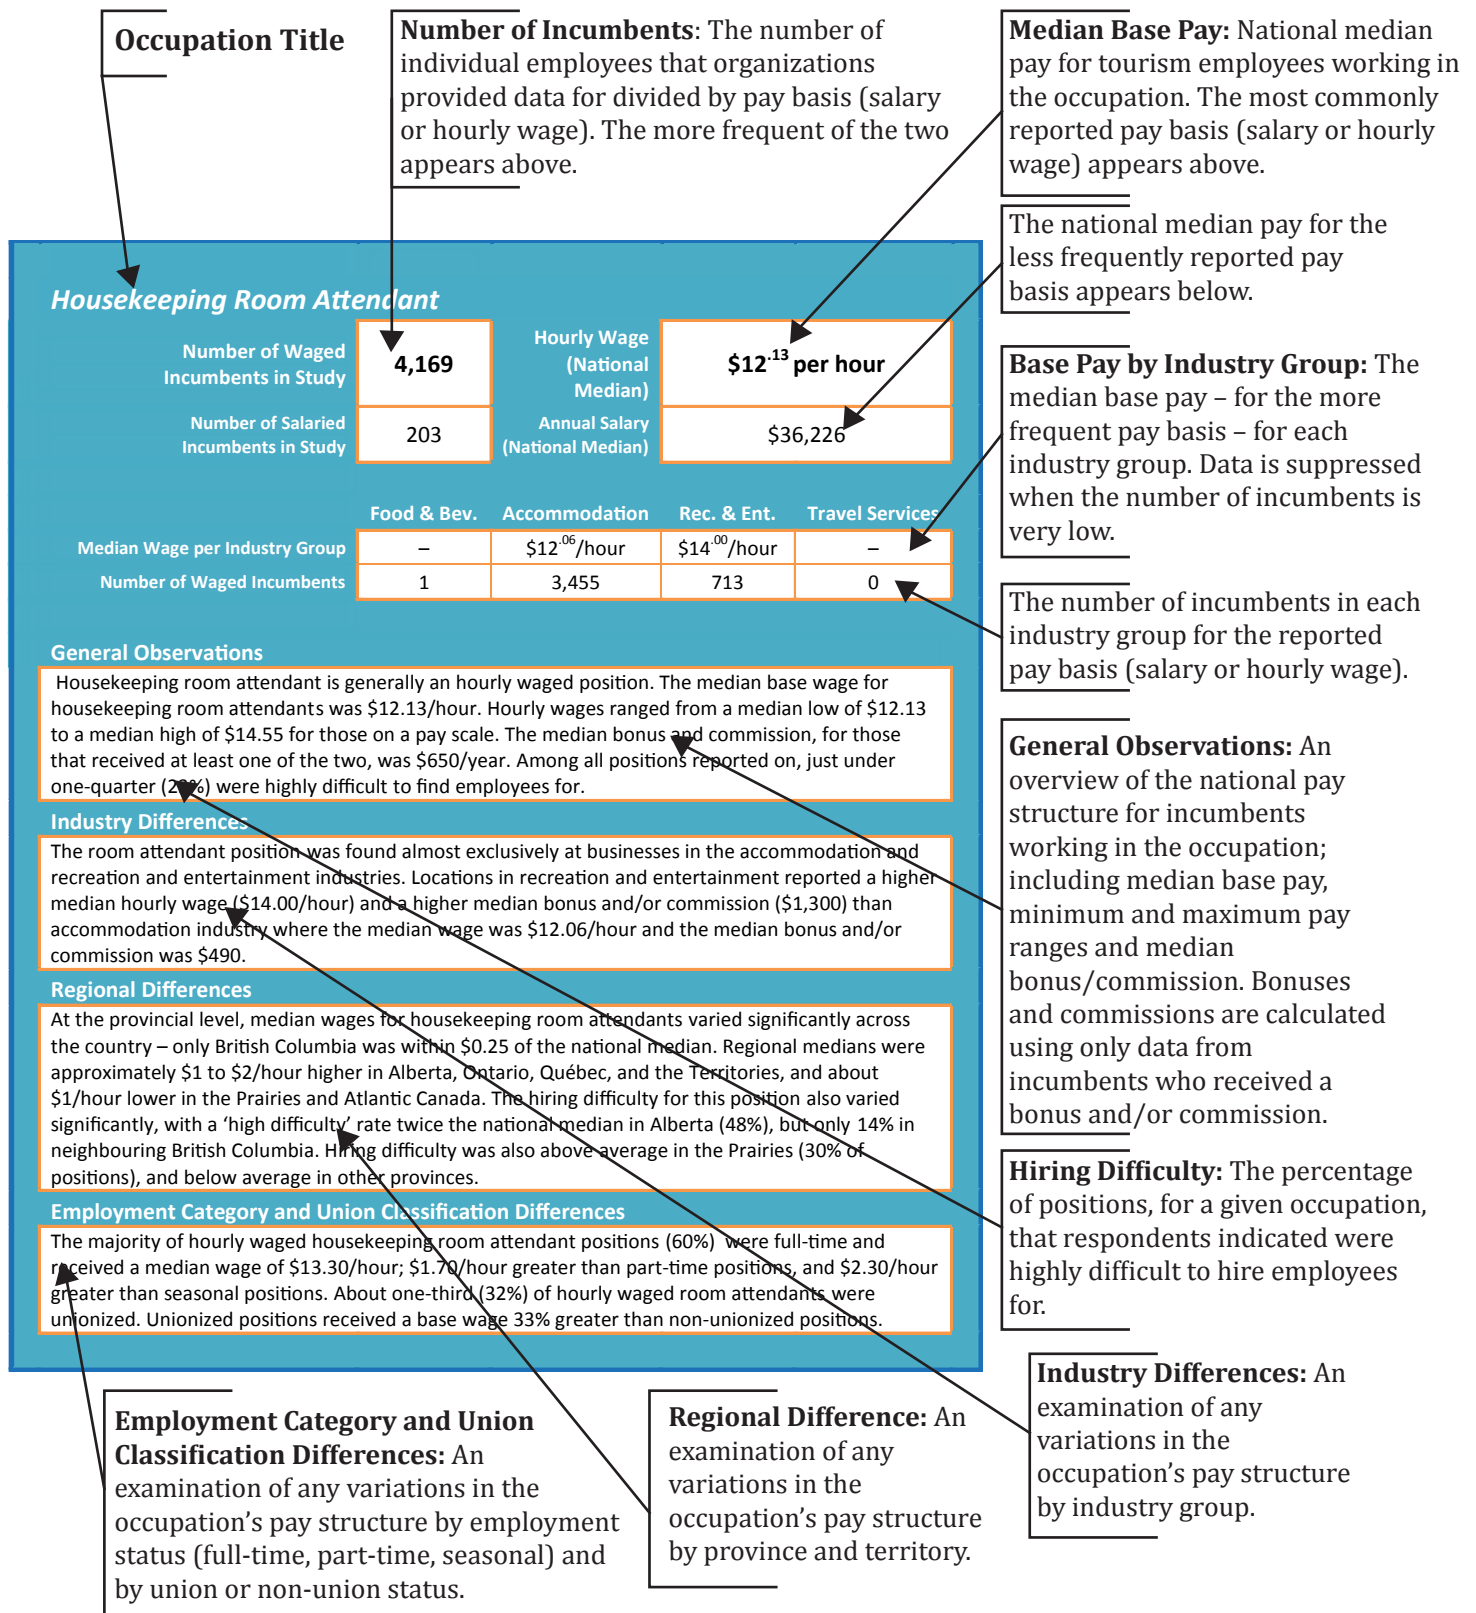 Occupation Title
Number of Incumbents: The number of
individual employees that organizations
provided data for divided by pay basis (salary
or hourly wage). The more frequent of the two
appears above.
Median Base Pay: National median
pay for tourism employees working in
the occupation. The most commonly
reported pay basis (salary or hourly
wage) appears above.
The national median pay for the
less frequently reported pay
basis appears below.
Housekeeping Room Attendant
Number of Waged
Incumbents in Study
4,169
Hourly Wage
(National
Median)
$12.13 per hour
Number of Salaried
Incumbents in Study
203
Annual Salary
(National Median)
$36,226
Base Pay by Industry Group: The
median base pay – for the more
frequent pay basis – for each
industry group. Data is suppressed
when the number of incumbents is
very low.
Food & Bev. Accommodation Rec. & Ent. Travel Services
Median Wage per Industry Group – $12.06/hour $14.00/hour –
Number of Waged Incumbents 1 3,455 713 0
The number of incumbents in each
industry group for the reported
pay basis (salary or hourly wage).
General Observations
Housekeeping room attendant is generally an hourly waged position. The median base wage for
housekeeping room attendants was $12.13/hour. Hourly wages ranged from a median low of $12.13
to a median high of $14.55 for those on a pay scale. The median bonus and commission, for those
that received at least one of the two, was $650/year. Among all positions reported on, just under
one-quarter ( were highly difficult to find employees for.
General Observations: An
overview of the national pay
structure for incumbents
working in the occupation;
including median base pay,
minimum and maximum pay
ranges and median
bonus/commission. Bonuses
and commissions are calculated
using only data from
incumbents who received a
bonus and/or commission.
Industry Differences
The room attendant position was found almost exclusively at businesses in the accommodation and
recreation and entertainment industries. Locations in recreation and entertainment reported a higher
median hourly wage ($14.00/hour) and a higher median bonus and/or commission ($1,300) than
accommodation industry where the median wage was $12.06/hour and the median bonus and/or
commission was $490.
Regional Differences
At the provincial level, median wages for housekeeping room attendants varied significantly across
the country – only British Columbia was within $0.25 of the national median. Regional medians were
approximately $1 to $2/hour higher in Alberta, Ontario, Québec, and the Territories, and about
$1/hour lower in the Prairies and Atlantic Canada. The hiring difficulty for this position also varied
significantly, with a ‘high difficulty’ rate twice the national median in Alberta (48%), but only 14% in
neighbouring British Columbia. Hiring difficulty was also above average in the Prairies (30% of
positions), and below average in other provinces.
Hiring Difficulty: The percentage
of positions, for a given occupation,
that respondents indicated were
highly difficult to hire employees
for.
Employment Category and Union Classification Differences
The majority of hourly waged housekeeping room attendant positions (60%) were full-time and
received a median wage of $13.30/hour; $1.70/hour greater than part-time positions, and $2.30/hour
greater than seasonal positions. About one-third (32%) of hourly waged room attendants were
unionized. Unionized positions received a base wage 33% greater than non-unionized positions.
Industry Differences: An
examination of any
variations in the
occupation’s pay structure
by industry group.
Employment Category and Union
Classification Differences: An
examination of any variations in the
occupation’s pay structure by employment
status (full-time, part-time, seasonal) and
by union or non-union status.
Regional Difference: An
examination of any
variations in the
occupation’s pay structure
by province and territory.